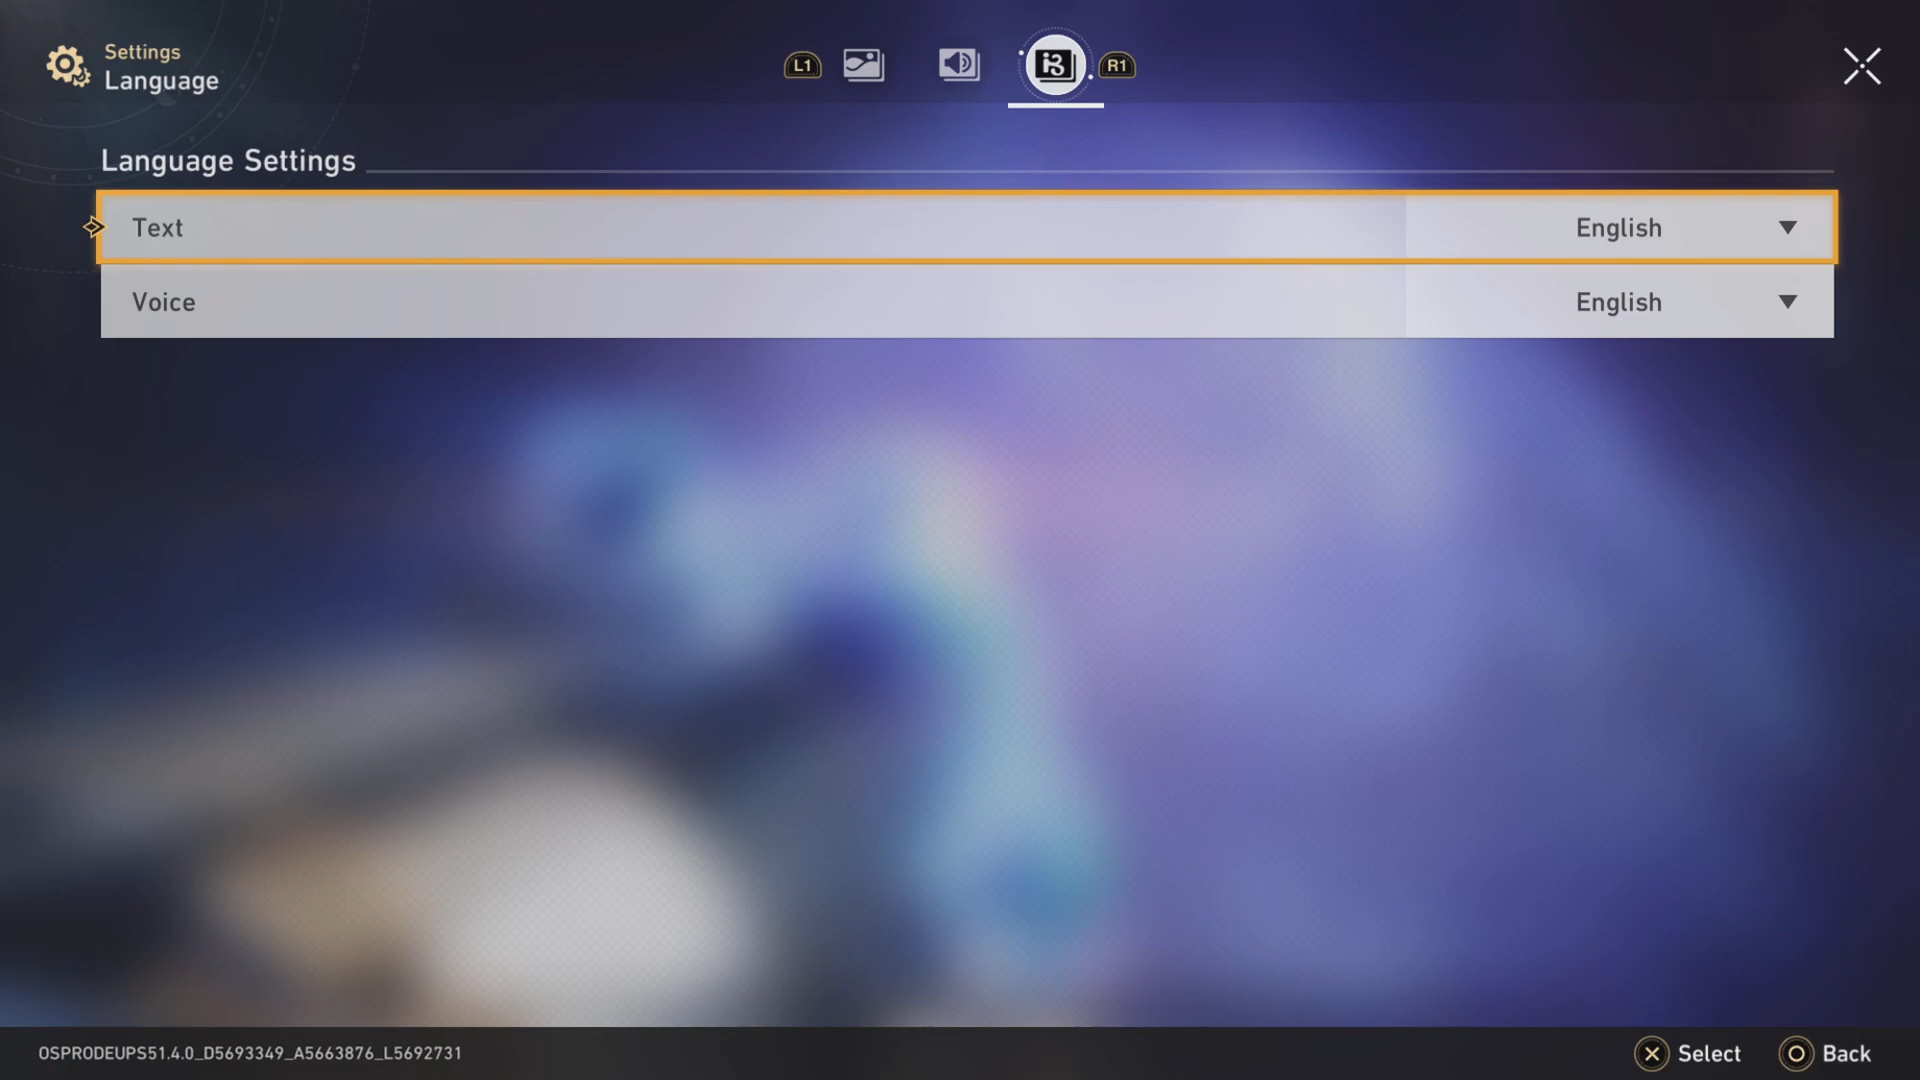 Settings
Language
L1
R1
Language Settings
Text English
Voice English
OSPRODEUPS51.4.0_D5693349_A5663876_L5692731
Select Back